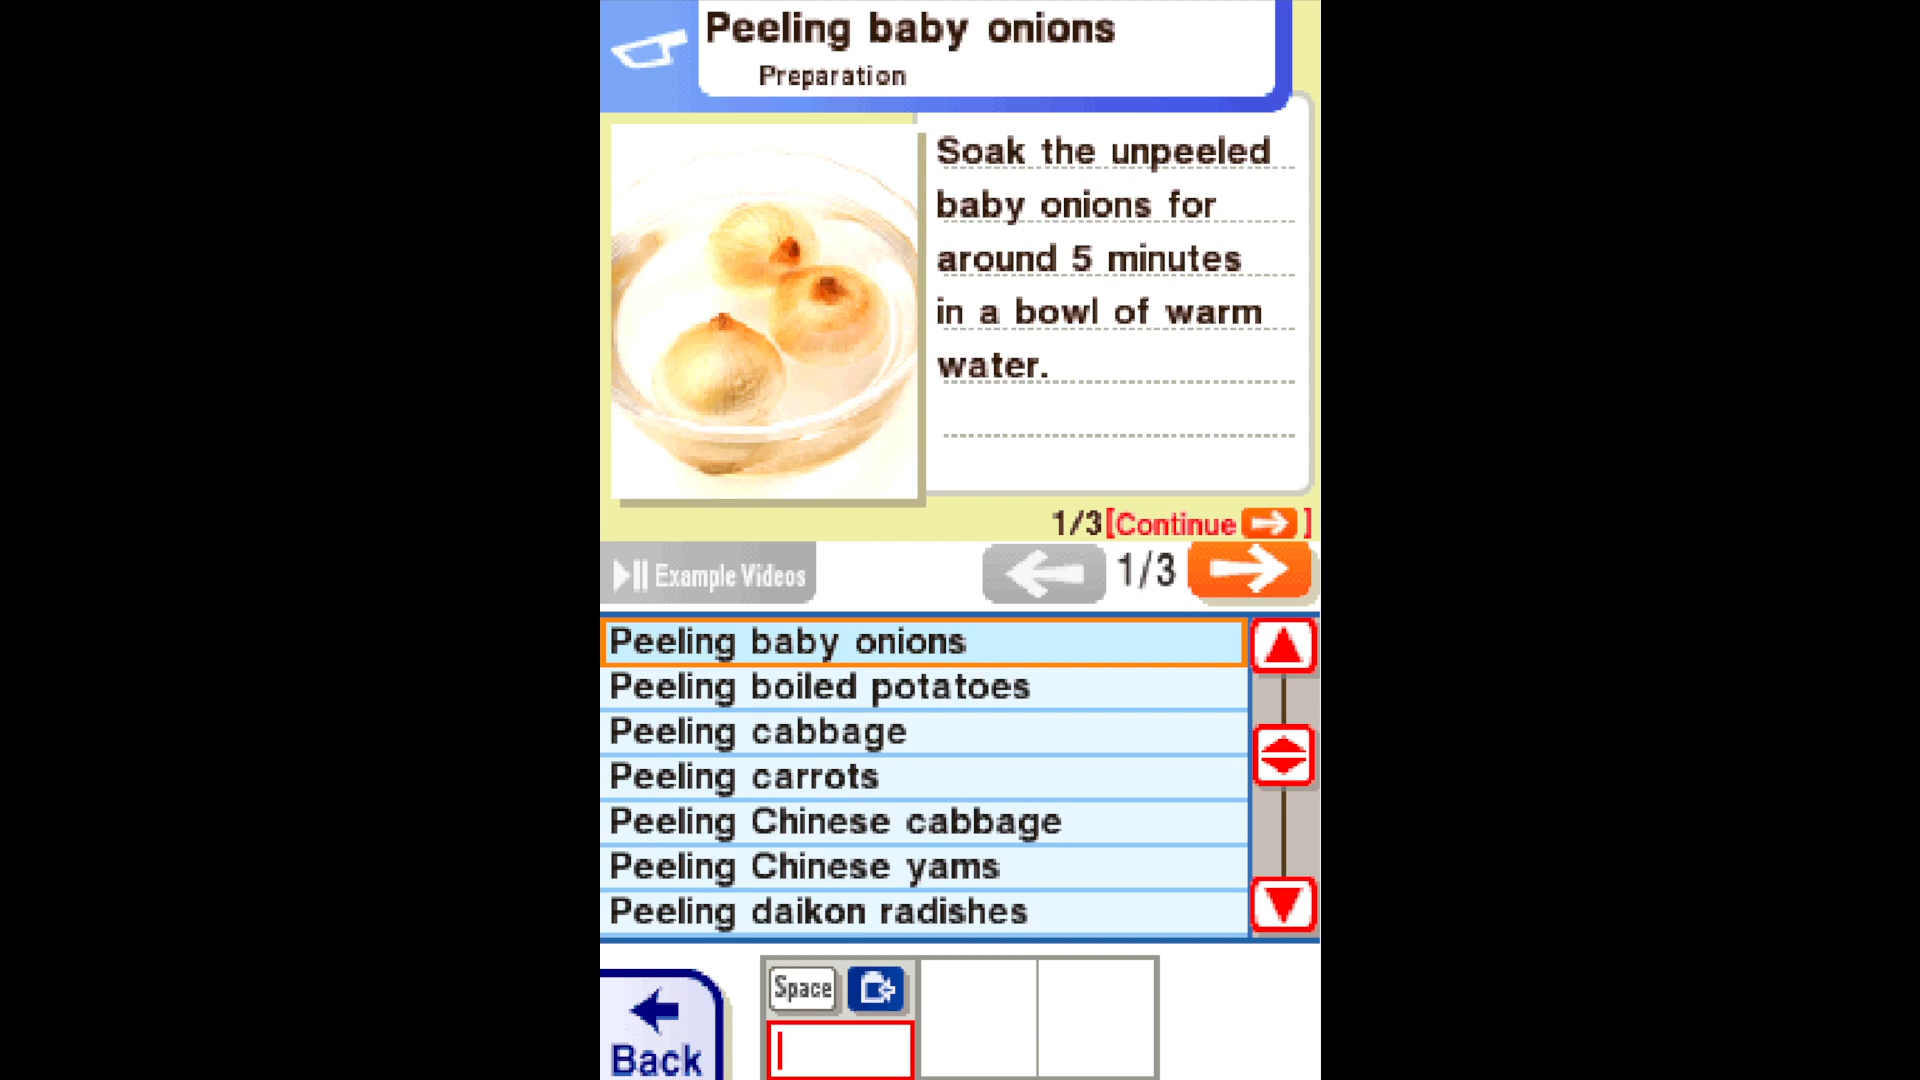 Peeling baby onions
Preparation
Soak the unpeeled
baby onions for
around 5 minutes
in a bowl of warm
water.
1/3[Continue ]
Example Videos
1/3
Peeling baby onions
Peeling boiled potatoes
Peeling cabbage
Peeling carrots
Peeling Chinese cabbage
Peeling Chinese yams
Peeling daikon radishes
Space
Back